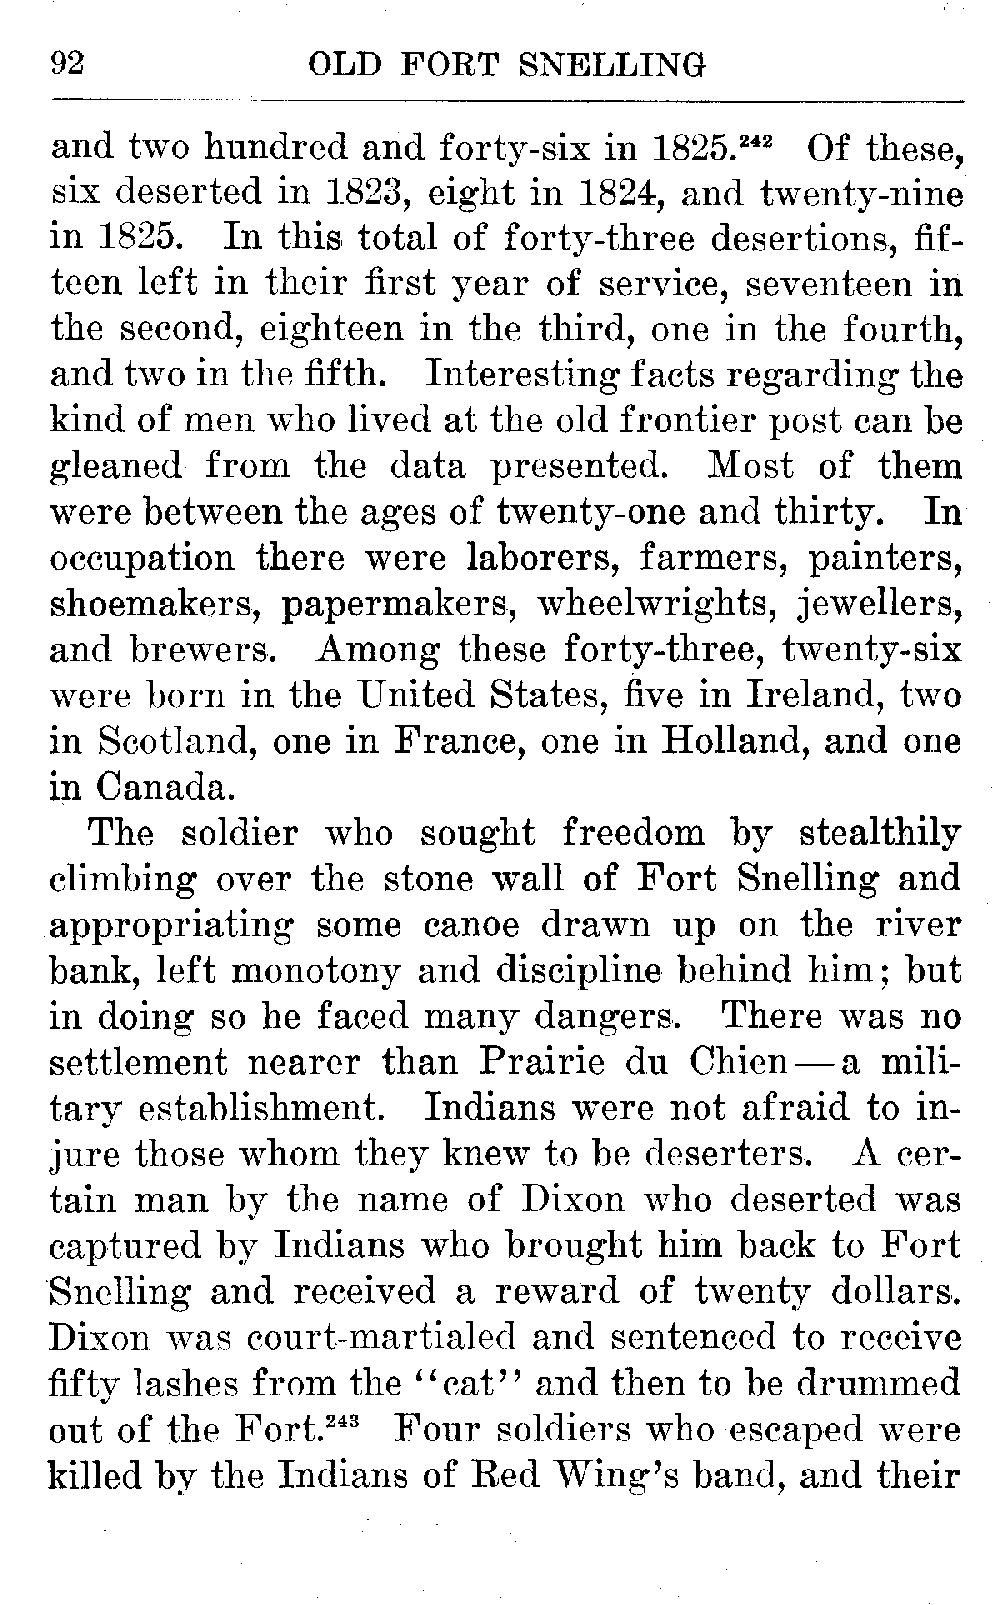 92 OLD FORT SNELLING
and two hundred and forty-six in 1825.²⁴² Of these,
six deserted in 1823, eight in 1824, and twenty-nine
in 1825. In this total of forty-three desertions, fif-
teen left in their first year of service, seventeen in
the second, eighteen in the third, one in the fourth,
and two in the fifth. Interesting facts regarding the
kind of men who lived at the old frontier post can be
gleaned from the data presented. Most of them
were between the ages of twenty-one and thirty. In
occupation there were laborers, farmers, painters,
shoemakers, papermakers, wheelwrights, jewellers,
and brewers. Among these forty-three, twenty-six
were born in the United States, five in Ireland, two
in Scotland, one in France, one in Holland, and one
in Canada.
The soldier who sought freedom by stealthily
climbing over the stone wall of Fort Snelling and
appropriating some canoe drawn up on the river
bank, left monotony and discipline behind him; but
in doing so he faced many dangers. There was no
settlement nearer than Prairie du Chien—a mili-
tary establishment. Indians were not afraid to in-
jure those whom they knew to be deserters. A cer-
tain man by the name of Dixon who deserted was
captured by Indians who brought him back to Fort
Snelling and received a reward of twenty dollars.
Dixon was court-martialed and sentenced to receive
fifty lashes from the "cat" and then to be drummed
out of the Fort.²⁴³ Four soldiers who escaped were
killed by the Indians of Red Wing's band, and their